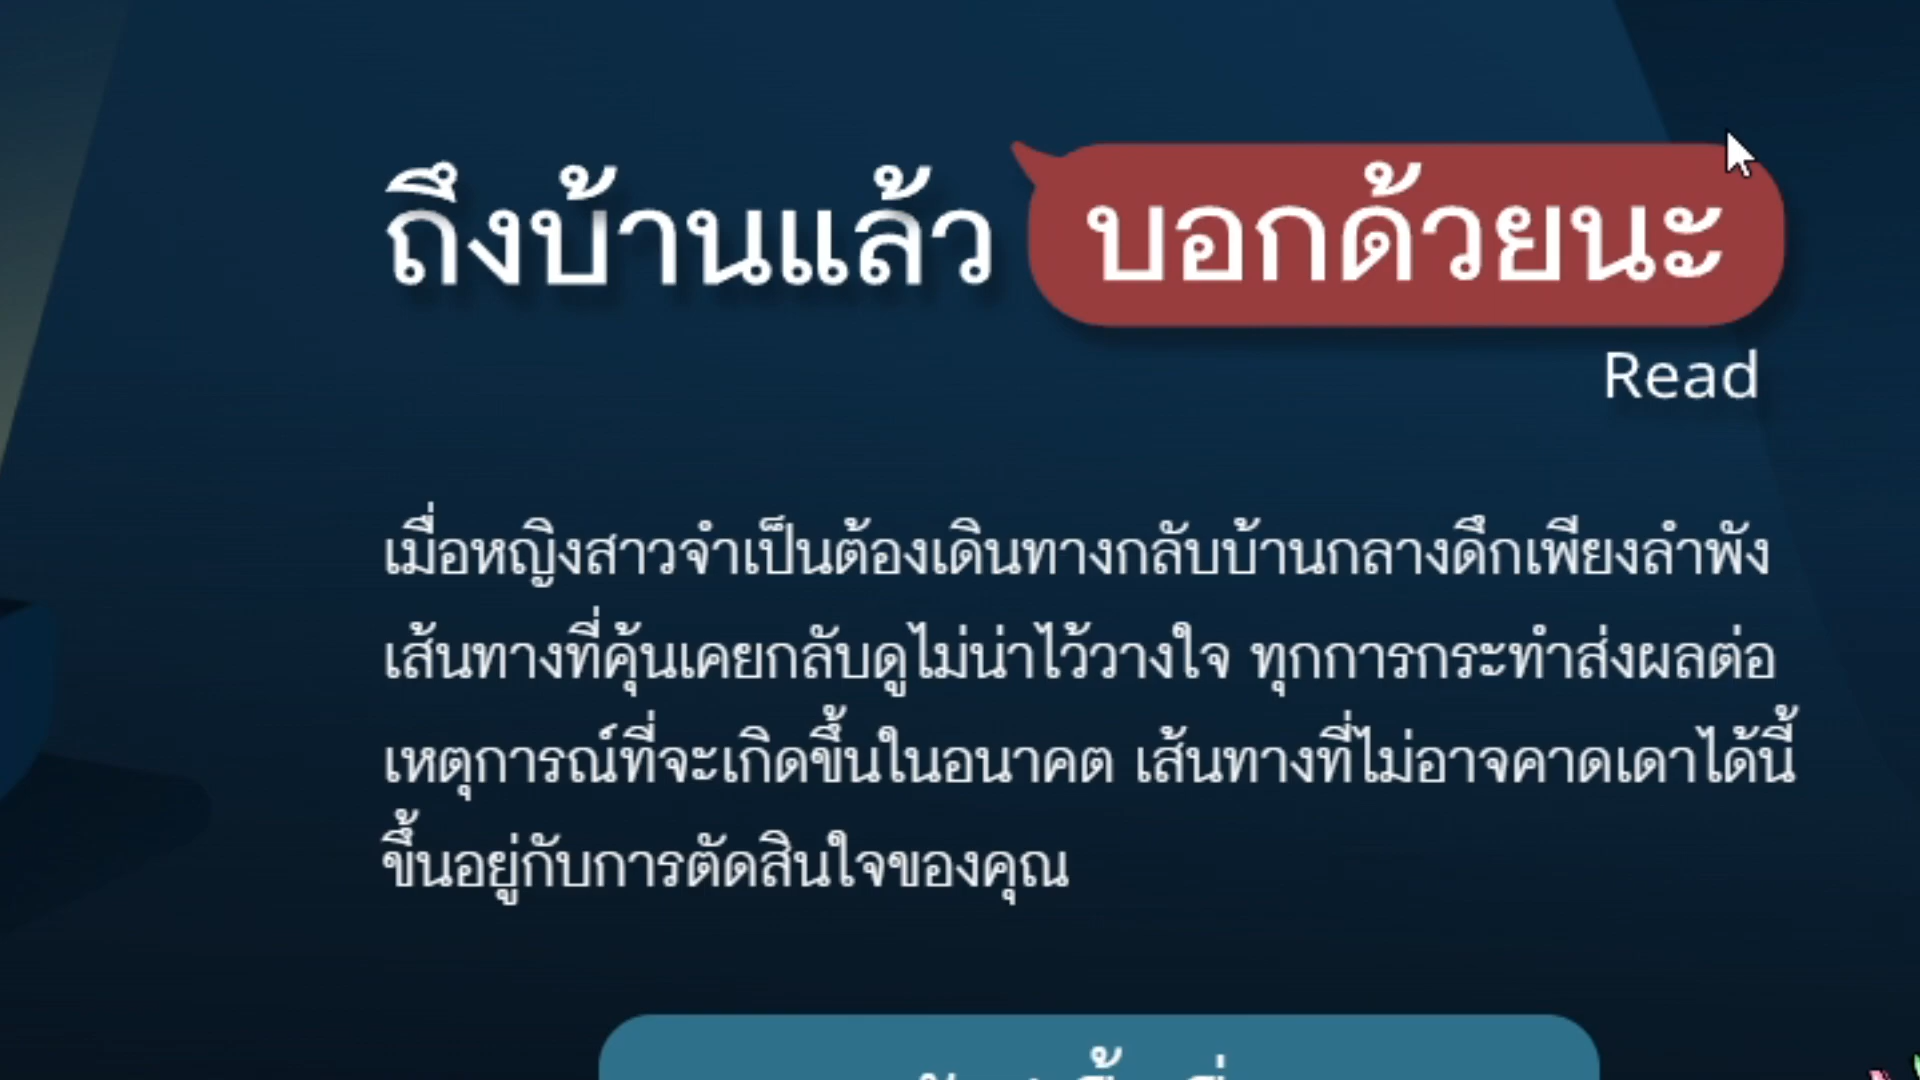 ถึงบ้านแล้ว บอกด้วยนะ
Read
เมื่อหญิงสาวจำเป็นต้องเดินทางกลับบ้านกลางดึกเพียงลำพัง
เส้นทางที่คุ้นเคยกลับดูไม่น่าไว้วางใจ ทุกการกระทำส่งผลต่อ
เหตุการณ์ที่จะเกิดขึ้นในอนาคต เส้นทางที่ไม่อาจคาดเดาได้นี้
ขึ้นอยู่กับการตัดสินใจของคุณ